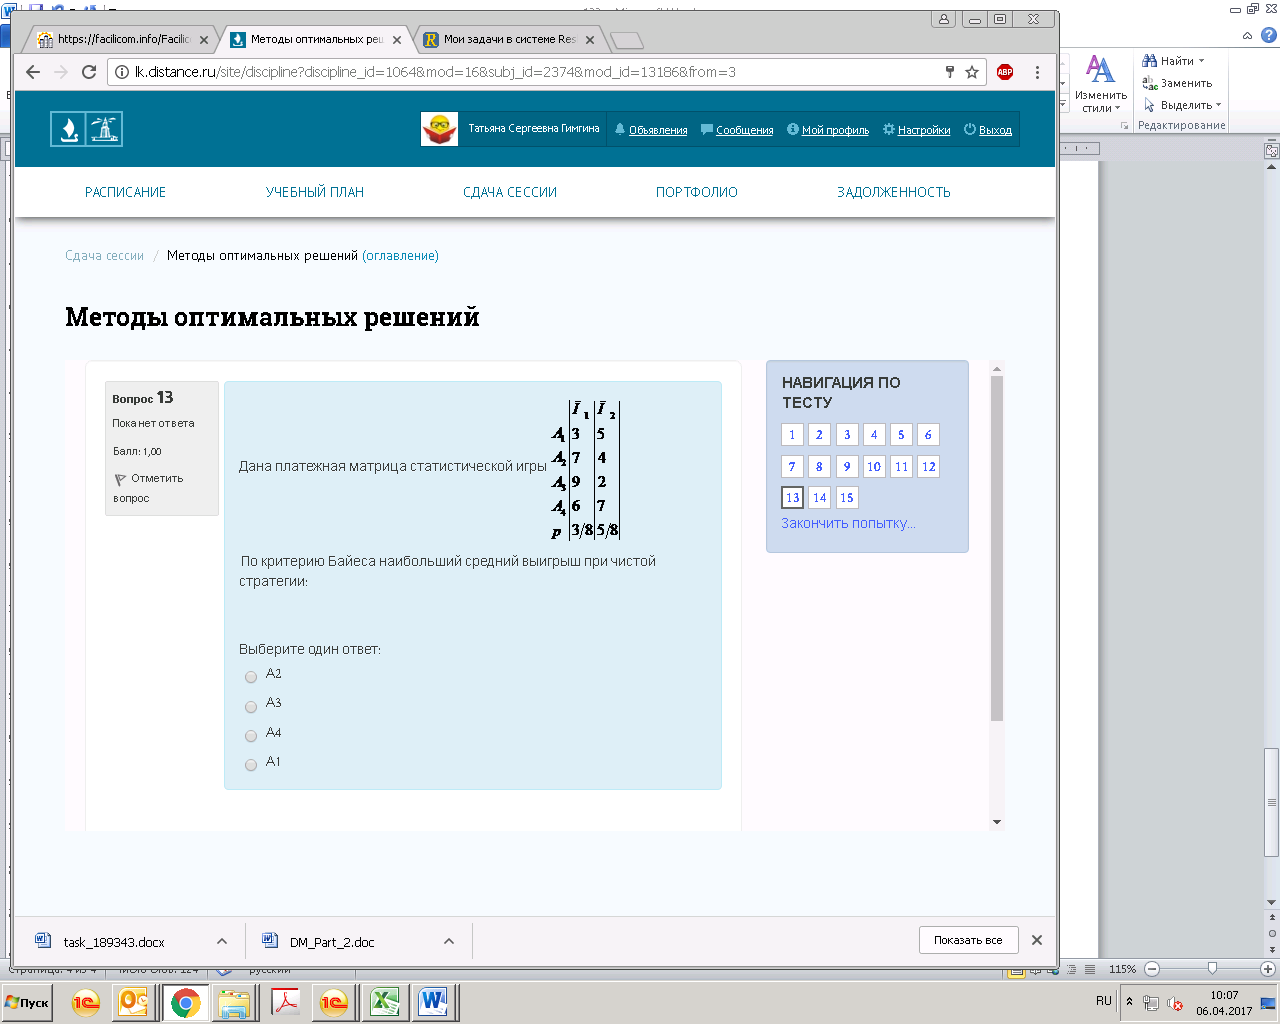 https://facilicom.info/Facilic
Методы оптимальных реш
Мои задачи в системе Res
lk.distance.ru/site/discipline?discipline_id=1064&mod=16&subj_id=2374&mod_id=13186&from=3
ABP
Найти
Заменить
Выделить
Изменить
стили
Редактирование
Татьяна Сергеевна Гимгина
Объявления
Сообщения
Мой профиль
Настройки
Выход
РАСПИСАНИЕ
УЧЕБНЫЙ ПЛАН
СДАЧА СЕССИИ
ПОРТФОЛИО
ЗАДОЛЖЕННОСТЬ
Сдача сессии / Методы оптимальных решений (оглавление)
Методы оптимальных решений
Вопрос 13
Пока нет ответа
Балл: 1,00
Отметить
вопрос
Дана платежная матрица статистической игры
Ī 1 Ī 2
A1 3 5
A2 7 4
A3 9 2
A4 6 7
p 3/8 5/8
По критерию Байеса наибольший средний выигрыш при чистой
стратегии:
Выберите один ответ:
A2
A3
A4
A1
НАВИГАЦИЯ ПО
ТЕСТУ
1 2 3 4 5 6
7 8 9 10 11 12
13 14 15
Закончить попытку...
task_189343.docx
DM_Part_2.doc
Показать все
115%
Пуск
RU
10:07
06.04.2017